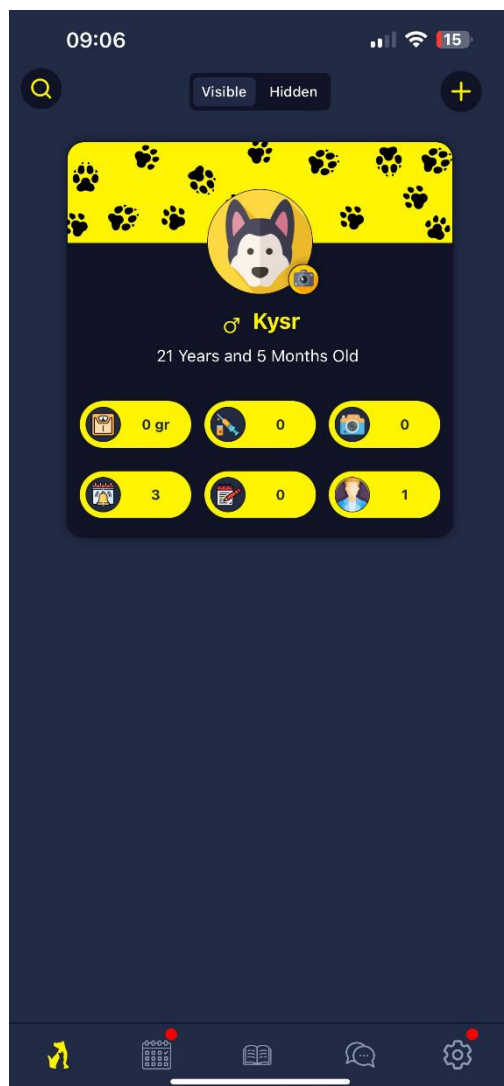 09:06 15
Visible Hidden
Kysr
21 Years and 5 Months Old
0 gr 0 0
3 0 1